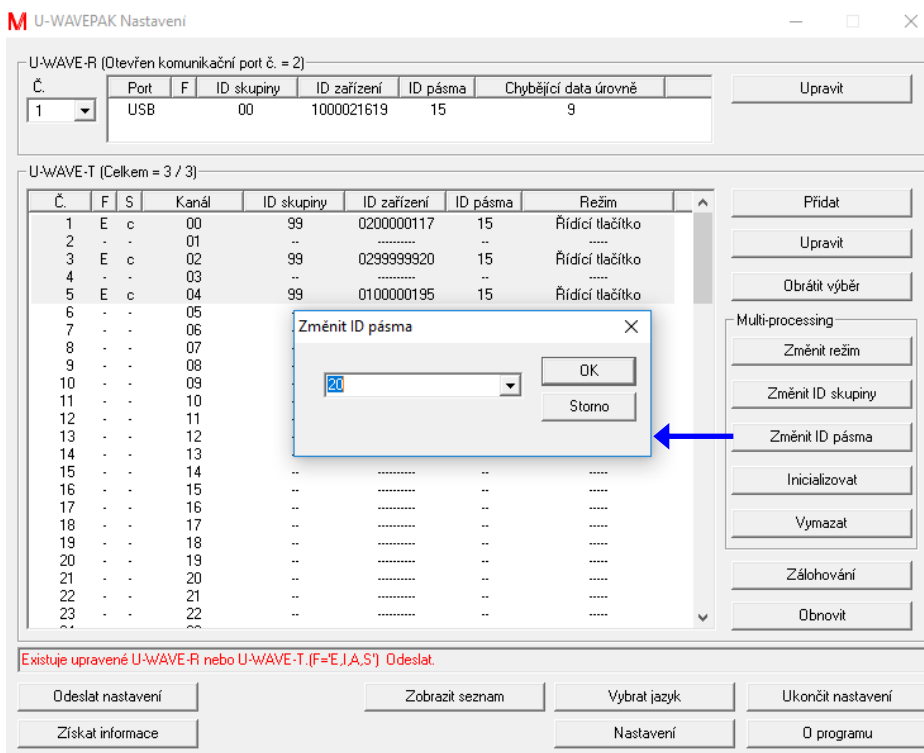 M U-WAVEPAK Nastavení
U-WAVE-R (Otevřen komunikační port č. = 2)
Č. Port F ID skupiny ID zařízení ID pásma Chybějící data úrovně Upravit
1 USB 00 1000021619 15 9
U-WAVE-T (Celkem = 3 / 3)
Č. F S Kanál ID skupiny ID zařízení ID pásma Režim Přidat
1 E c 00 99 0200000117 15 Řídící tlačítko
2 - - 01 -- ---------- -- ----- Upravit
3 E c 02 99 0299999920 15 Řídící tlačítko
4 - - 03 -- ---------- -- ----- Obrátit výběr
5 E c 04 99 0100000195 15 Řídící tlačítko
6 - - 05 Změnit ID pásma Multi-processing
7 - - 06
8 - - 07 Změnit režim
9 - - 08 OK
10 - - 09 20
11 - - 10 Storno Změnit ID skupiny
12 - - 11
13 - - 12 Změnit ID pásma
14 - - 13
15 - - 14 -- ---------- -- ----- Inicializovat
16 - - 15 -- ---------- -- -----
17 - - 16 -- ---------- -- -----
18 - - 17 -- ---------- -- ----- Vymazat
19 - - 18 -- ---------- -- -----
20 - - 19 -- ---------- -- -----
21 - - 20 -- ---------- -- ----- Zálohování
22 - - 21 -- ---------- -- -----
23 - - 22 -- ---------- -- ----- Obnovit
Existuje upravené U-WAVE-R nebo U-WAVE-T.(F='E,I,A,S') Odeslat.
Odeslat nastavení Zobrazit seznam Vybrat jazyk Ukončit nastavení
Získat informace Nastavení O programu